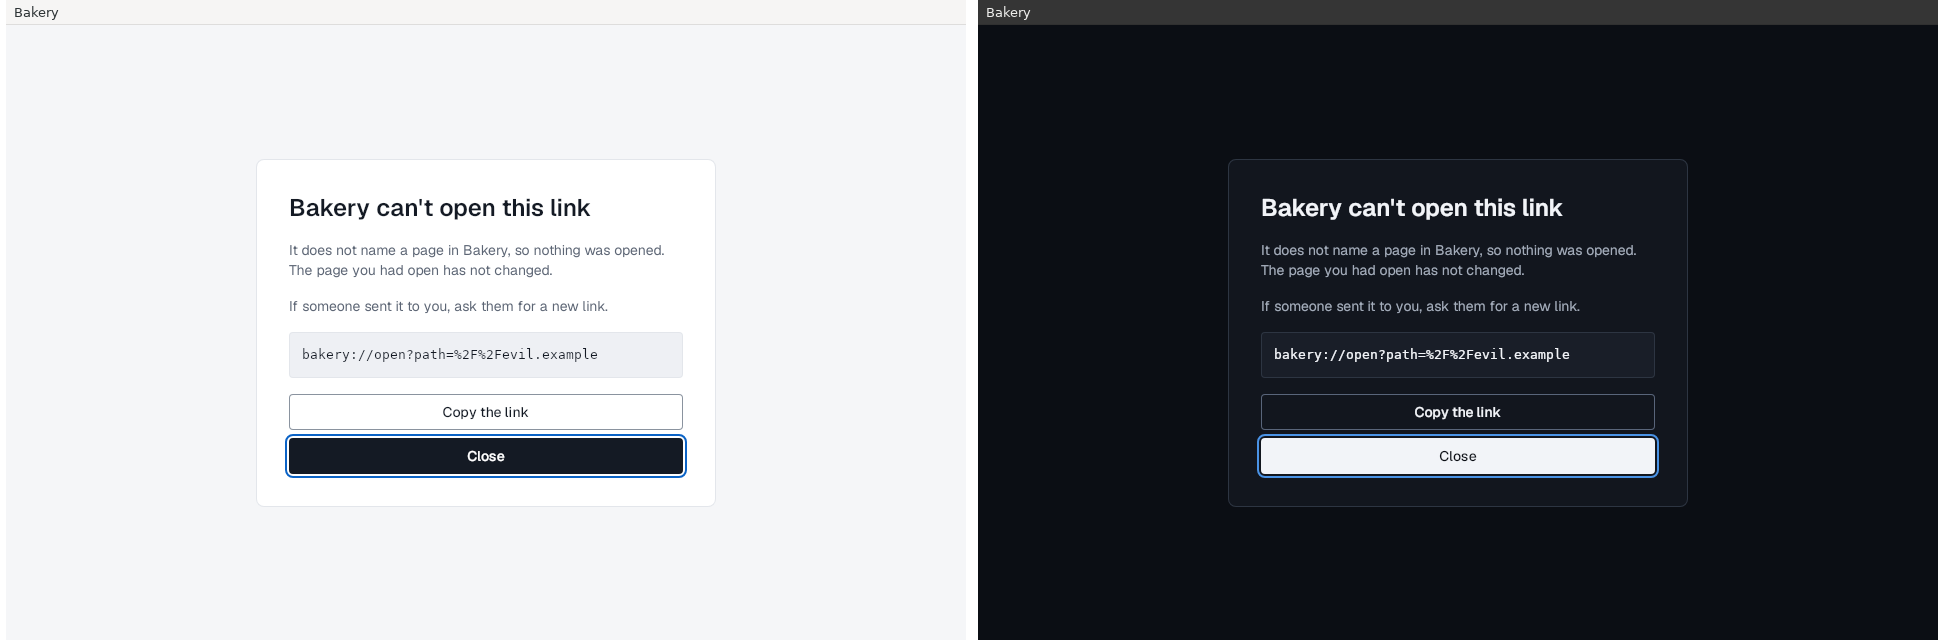 Bakery
Bakery can't open this link
It does not name a page in Bakery, so nothing was opened.
The page you had open has not changed.
If someone sent it to you, ask them for a new link.
bakery://open?path=%2F%2Fevil.example
Copy the link
Close
Bakery
Bakery can't open this link
It does not name a page in Bakery, so nothing was opened.
The page you had open has not changed.
If someone sent it to you, ask them for a new link.
bakery://open?path=%2F%2Fevil.example
Copy the link
Close